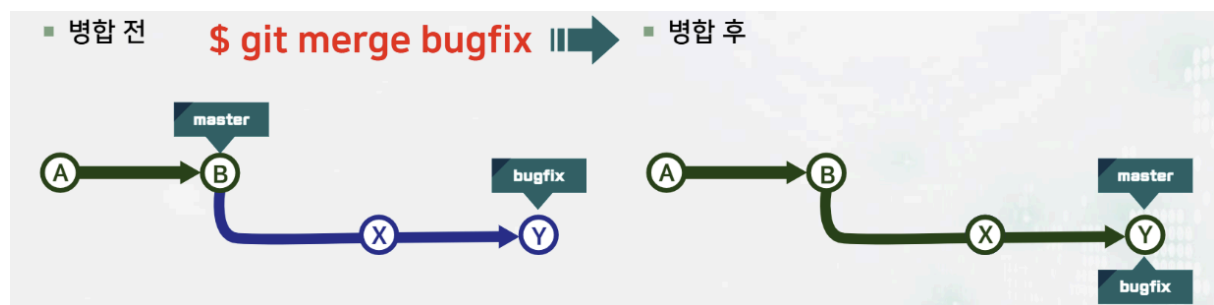 병합 전
$ git merge bugfix
병합 후
master
A
B
bugfix
X
Y
A
B
master
X
Y
bugfix